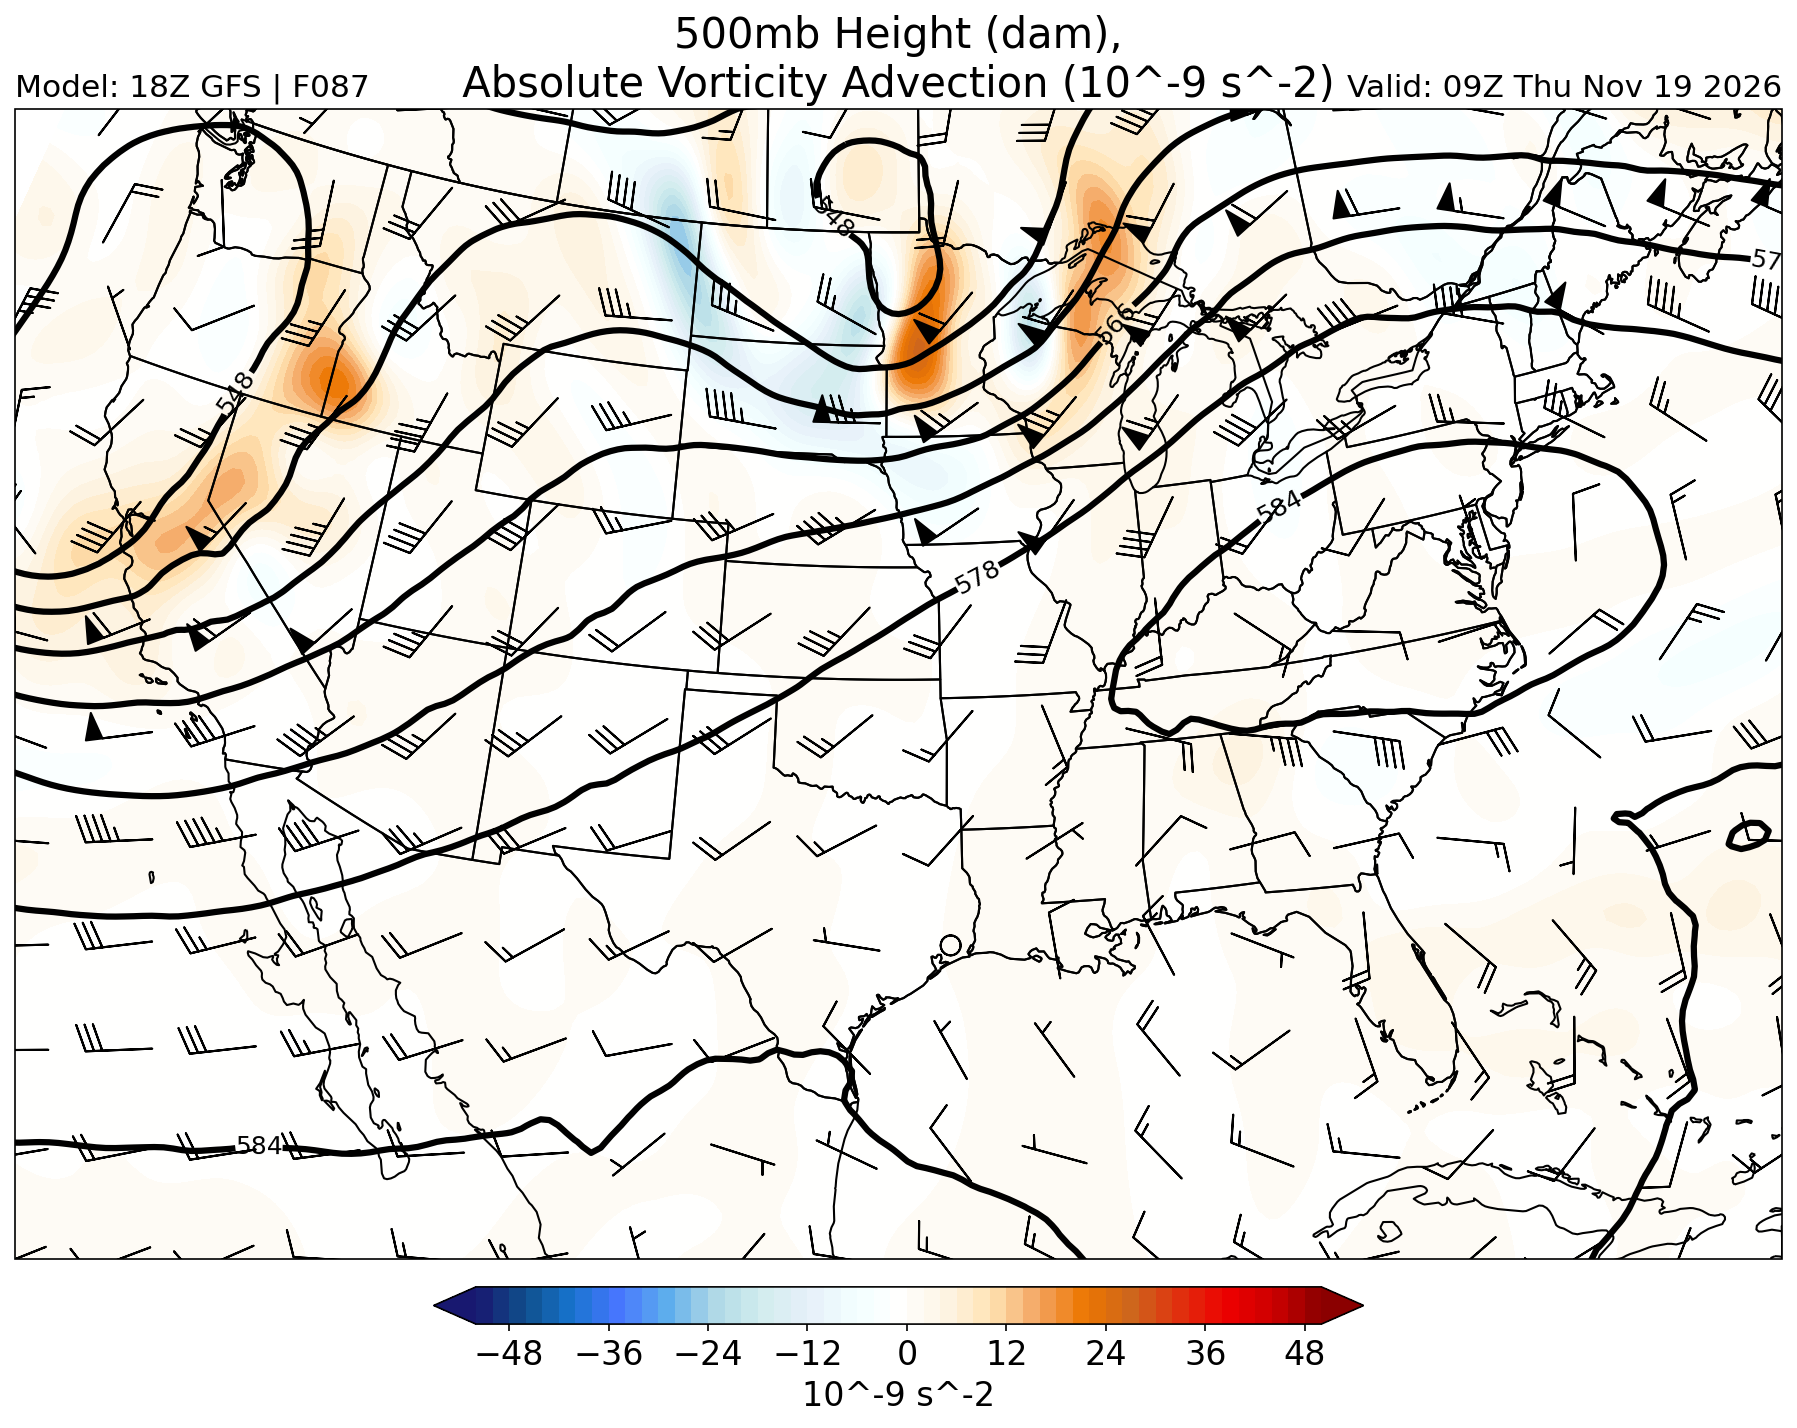 500mb Height (dam),
Model: 18Z GFS | F087
Absolute Vorticity Advection (10^-9 s^-2)
Valid: 09Z Thu Nov 19 2026
548
57
566
548
584
578
584
−48 −36 −24 −12 0 12 24 36 48
10^-9 s^-2